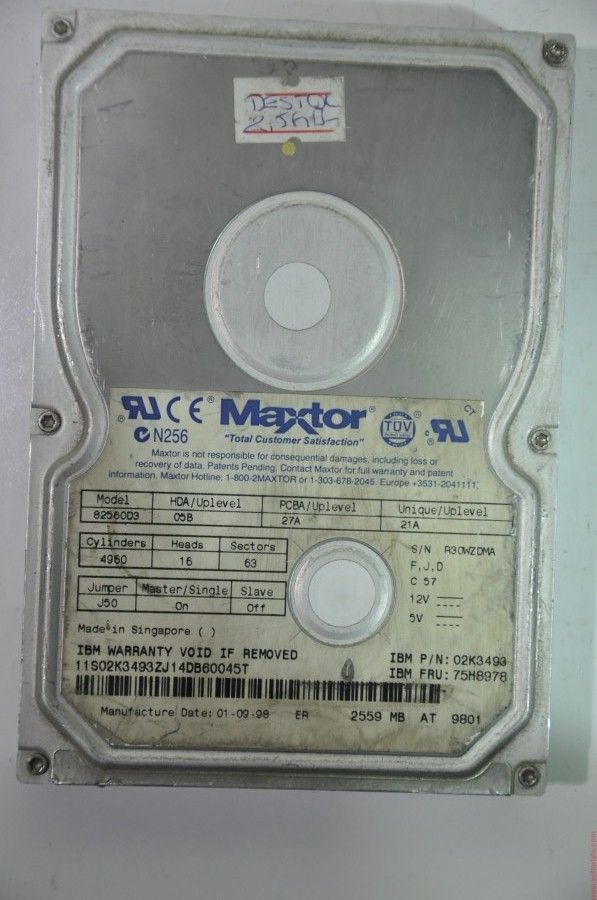 DESTQL
2,5GB
CE Maxtor TUV CT
N256 "Total Customer Satisfaction"
Maxtor is not responsible for consequential damages, including loss or
recovery of data. Patents Pending. Contact Maxtor for full warranty and patent
information. Maxtor Hotline: 1-800-2MAXTOR or 1-303-678-2045. Europe +3531-2041111.
Model HDA/Uplevel PCBA/Uplevel Unique/Uplevel
82560D3 05B 27A 21A
Cylinders Heads Sectors S/N R30WZDMA
4960 16 63 F,J,D
C 57
Jumper Master/Single Slave 12V
J50 On Off 5V
Made in Singapore ( )
IBM WARRANTY VOID IF REMOVED IBM P/N: 02K3493
11S02K3493ZJ14DB60045T IBM FRU: 75H8978
Manufacture Date: 01-09-98 ER 2559 MB AT 9801